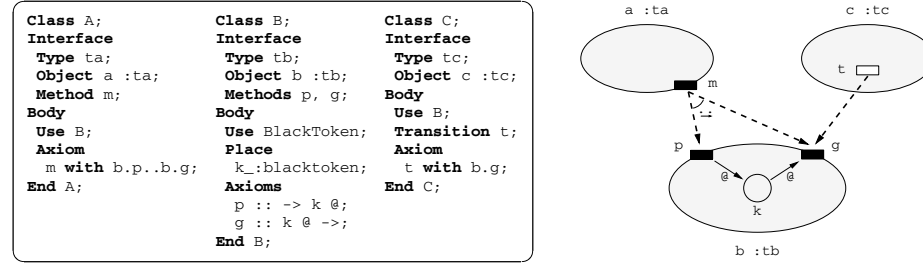 Class A;
Interface
Type ta;
Object a :ta;
Method m;
Body
Use B;
Axiom
m with b.p..b.g;
End A;
Class B;
Interface
Type tb;
Object b :tb;
Methods p, g;
Body
Use BlackToken;
Place
k_:blacktoken;
Axioms
p :: -> k @;
g :: k @ ->;
End B;
Class C;
Interface
Type tc;
Object c :tc;
Body
Use B;
Transition t;
Axiom
t with b.g;
End C;
a :ta
c :tc
t
m
..
p
g
@
@
k
b :tb